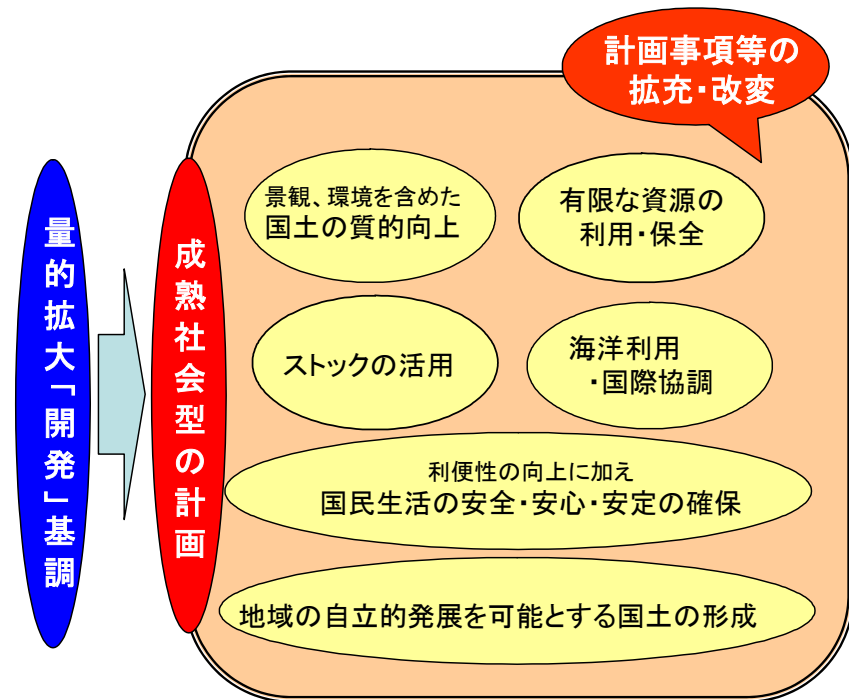 計画事項等の
拡充・改変
量的拡大「開発」基調
成熟社会型の計画
景観、環境を含めた
国土の質的向上
有限な資源の
利用・保全
ストックの活用
海洋利用
・国際協調
利便性の向上に加え
国民生活の安全・安心・安定の確保
地域の自立的発展を可能とする国土の形成